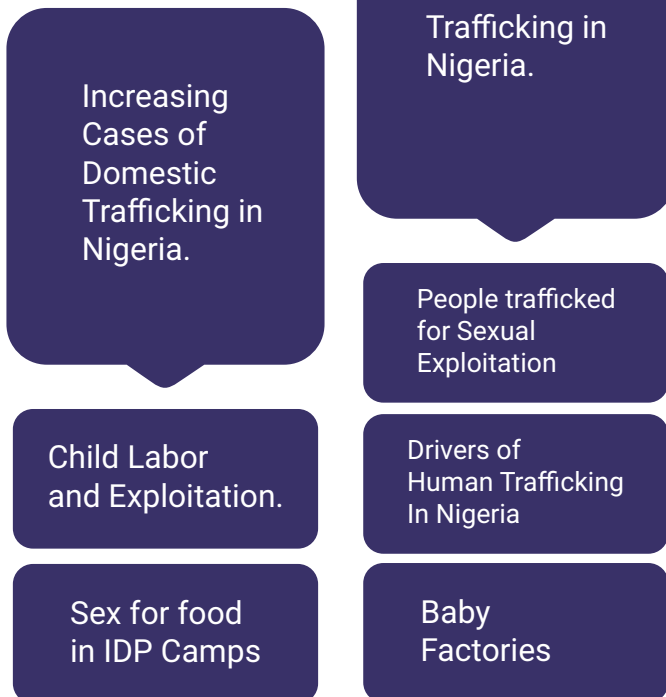 Increasing
Cases of
Domestic
Trafficking in
Nigeria.
Child Labor
and Exploitation.
Sex for food
in IDP Camps
Trafficking in
Nigeria.
People trafficked
for Sexual
Exploitation
Drivers of
Human Trafficking
In Nigeria
Baby
Factories